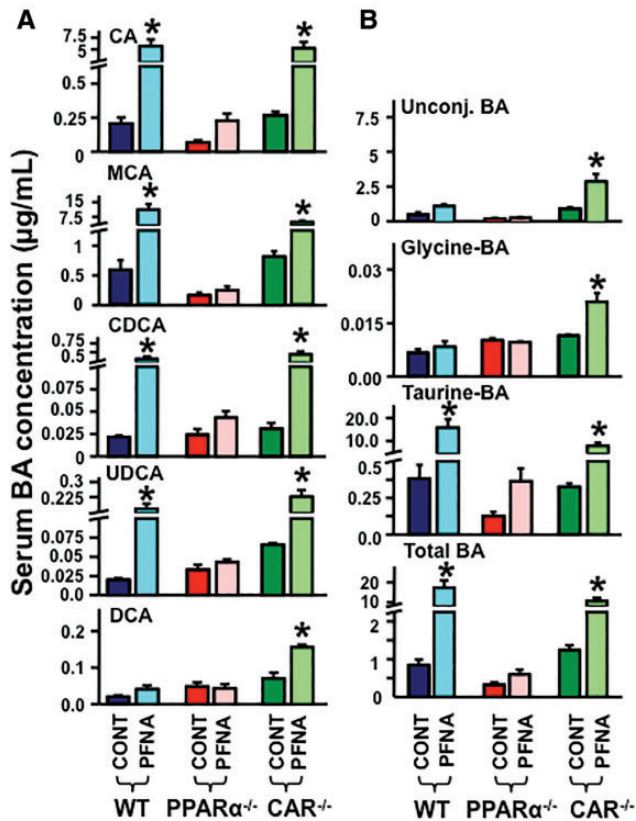 A
Serum BA concentration (µg/mL)
CA
*
*
7.5
5
0.25
0
MCA
*
*
15
7.5
1
0.5
0
CDCA
*
*
0.75
0.5
0.075
0.05
0.025
0
UDCA
*
*
0.3
0.225
0.075
0.05
0.025
0
DCA
*
0.2
0.1
0.0
CONT
PFNA
CONT
PFNA
CONT
PFNA
WT PPARα-/- CAR-/-
B
Unconj. BA
*
7.5
5
2.5
0
Glycine-BA
*
0.03
0.015
0.00
Taurine-BA
*
*
20.0
10.0
0.5
0.25
0
Total BA
*
*
20
10
2
1
0
CONT
PFNA
CONT
PFNA
CONT
PFNA
WT PPARα-/- CAR-/-